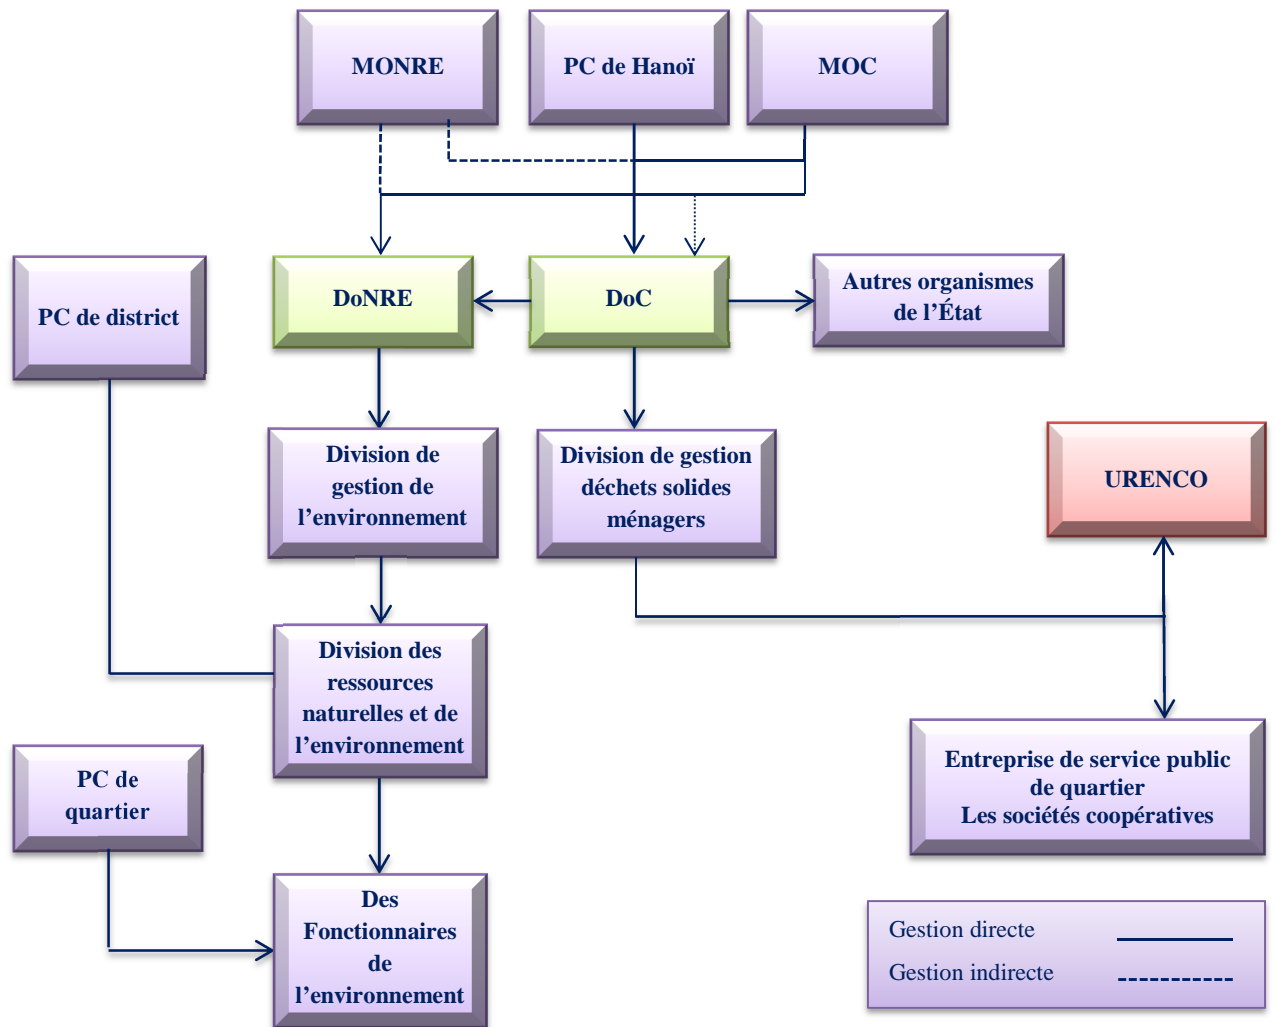 MONRE
PC de Hanoï
MOC
PC de district
DoNRE
DoC
Autres organismes
de l’État
Division de
gestion de
l’environnement
Division de gestion
déchets solides
ménagers
URENCO
Division des
ressources
naturelles et de
l’environnement
PC de
quartier
Entreprise de service public
de quartier
Les sociétés coopératives
Des
Fonctionnaires
de
l’environnement
Gestion directe
Gestion indirecte